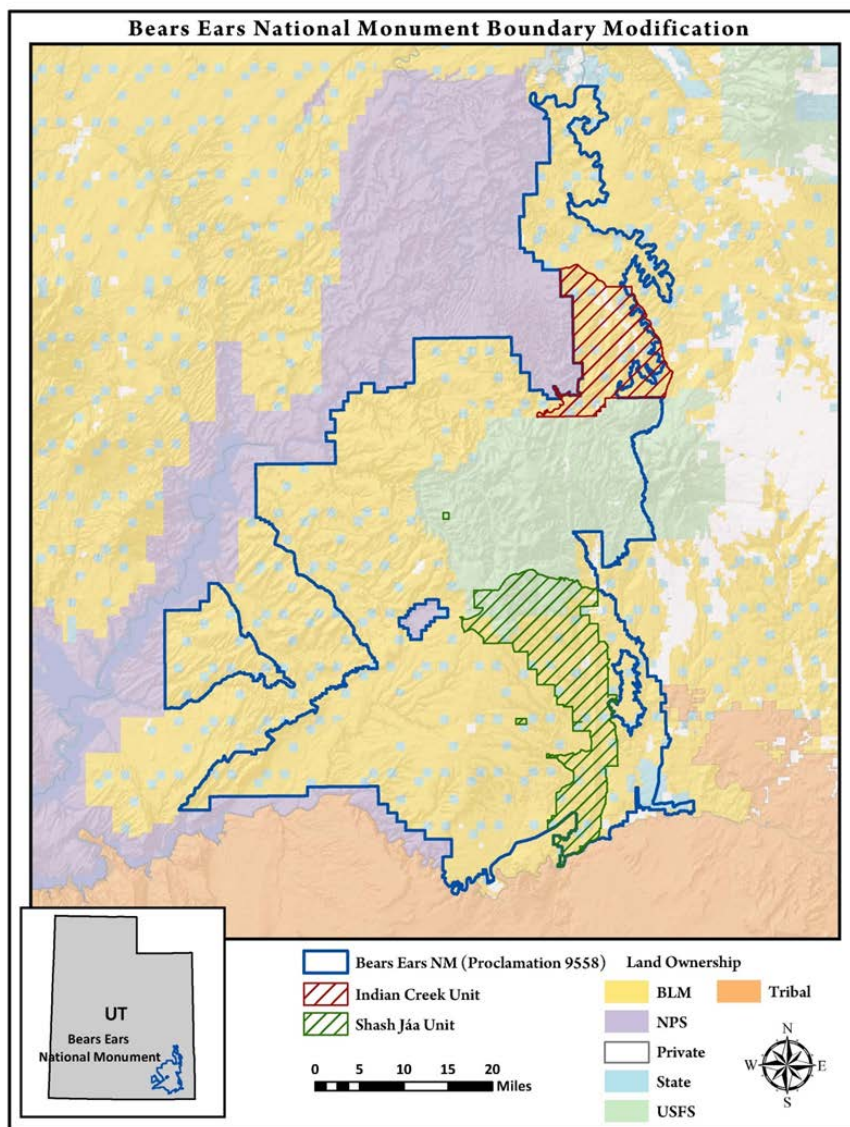 Bears Ears National Monument Boundary Modification
UT
Bears Ears
National Monument
Bears Ears NM (Proclamation 9558)
Indian Creek Unit
Shash Jáa Unit
0 5 10 15 20
Miles
Land Ownership
BLM
Tribal
NPS
Private
State
USFS
N
W E
S